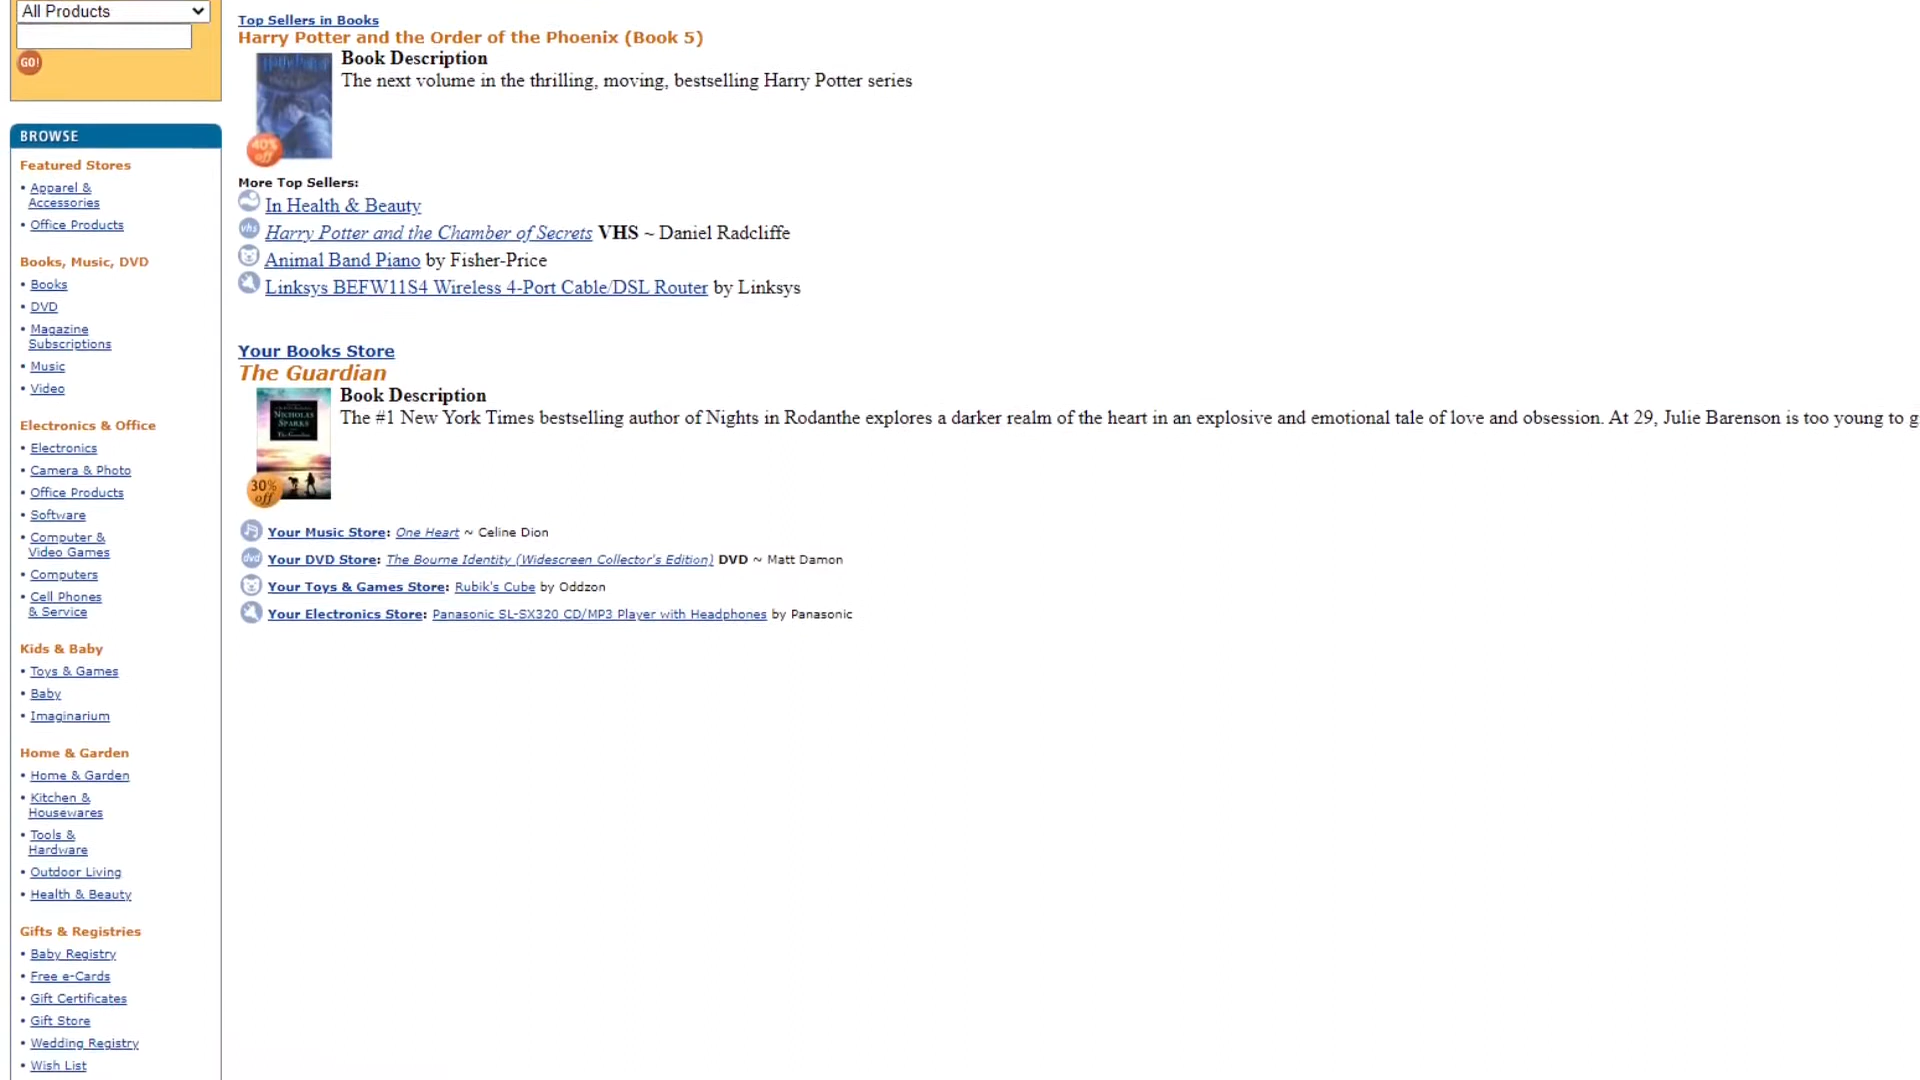 All Products
GO!
BROWSE
Featured Stores
• Apparel &
Accessories
• Office Products
Books, Music, DVD
• Books
• DVD
• Magazine
Subscriptions
• Music
• Video
Electronics & Office
• Electronics
• Camera & Photo
• Office Products
• Software
• Computer &
Video Games
• Computers
• Cell Phones
& Service
Kids & Baby
• Toys & Games
• Baby
• Imaginarium
Home & Garden
• Home & Garden
• Kitchen &
Housewares
• Tools &
Hardware
• Outdoor Living
• Health & Beauty
Gifts & Registries
• Baby Registry
• Free e-Cards
• Gift Certificates
• Gift Store
• Wedding Registry
• Wish List
Top Sellers in Books
Harry Potter and the Order of the Phoenix (Book 5)
Harry Potter
40%
off
Book Description
The next volume in the thrilling, moving, bestselling Harry Potter series
More Top Sellers:
In Health & Beauty
vhs Harry Potter and the Chamber of Secrets VHS ~ Daniel Radcliffe
Animal Band Piano by Fisher-Price
Linksys BEFW11S4 Wireless 4-Port Cable/DSL Router by Linksys
Your Books Store
The Guardian
NICHOLAS
SPARKS
The Guardian
30%
off
Book Description
The #1 New York Times bestselling author of Nights in Rodanthe explores a darker realm of the heart in an explosive and emotional tale of love and obsession. At 29, Julie Barenson is too young to g
Your Music Store: One Heart ~ Celine Dion
dvd Your DVD Store: The Bourne Identity (Widescreen Collector's Edition) DVD ~ Matt Damon
Your Toys & Games Store: Rubik's Cube by Oddzon
Your Electronics Store: Panasonic SL-SX320 CD/MP3 Player with Headphones by Panasonic